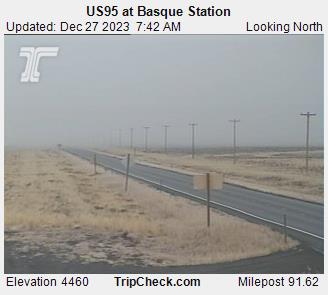 US95 at Basque Station
Updated: Dec 27 2023 7:42 AM Looking North
Elevation 4460 TripCheck.com Milepost 91.62